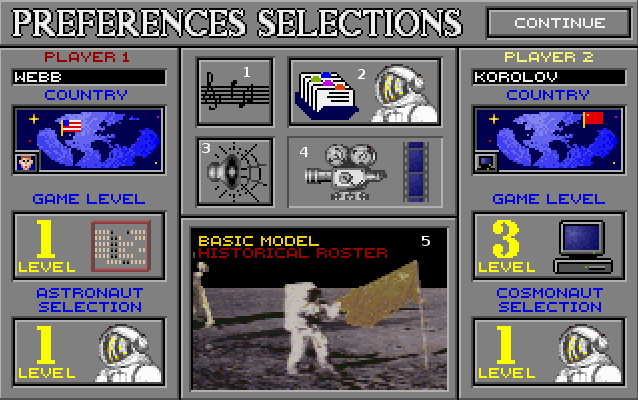 PREFERENCES SELECTIONS
CONTINUE
PLAYER 1
WEBB
COUNTRY
GAME LEVEL
1
LEVEL
ASTRONAUT
SELECTION
1
LEVEL
1
2
3
4
BASIC MODEL
5
HISTORICAL ROSTER
PLAYER 2
KOROLOV
COUNTRY
GAME LEVEL
3
LEVEL
COSMONAUT
SELECTION
1
LEVEL